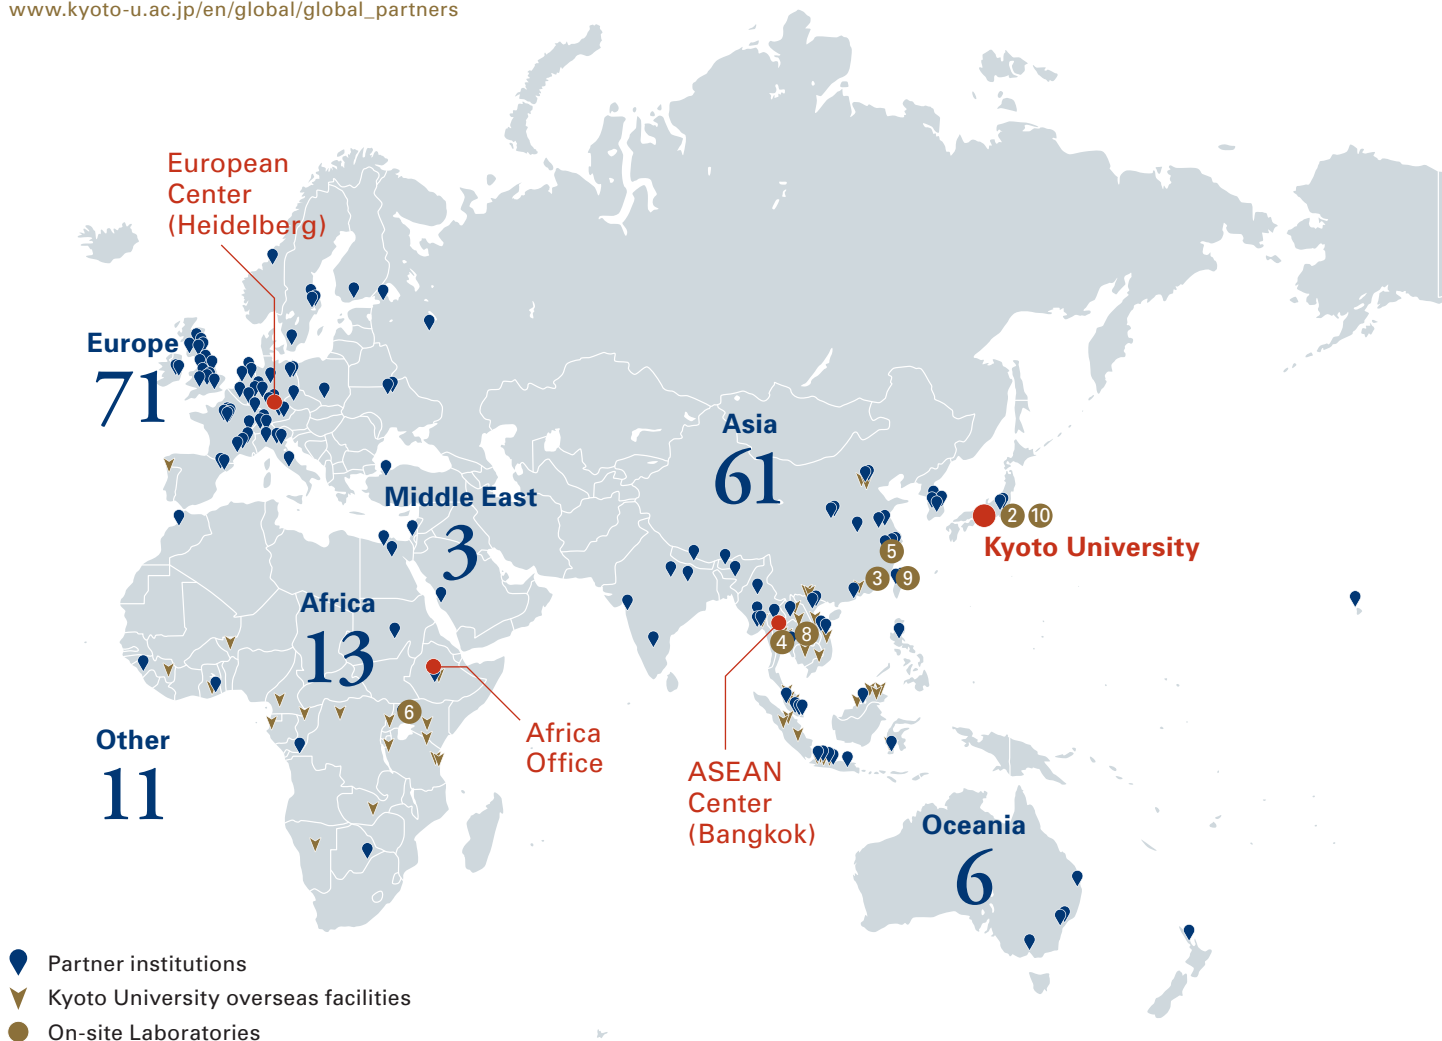 www.kyoto-u.ac.jp/en/global/global_partners
European
Center
(Heidelberg)
Europe
71
Asia
61
Middle East
3
2
10
Kyoto University
5
3
9
Africa
13
4
8
6
Other
11
Africa
Office
ASEAN
Center
(Bangkok)
Oceania
6
Partner institutions
Kyoto University overseas facilities
On-site Laboratories